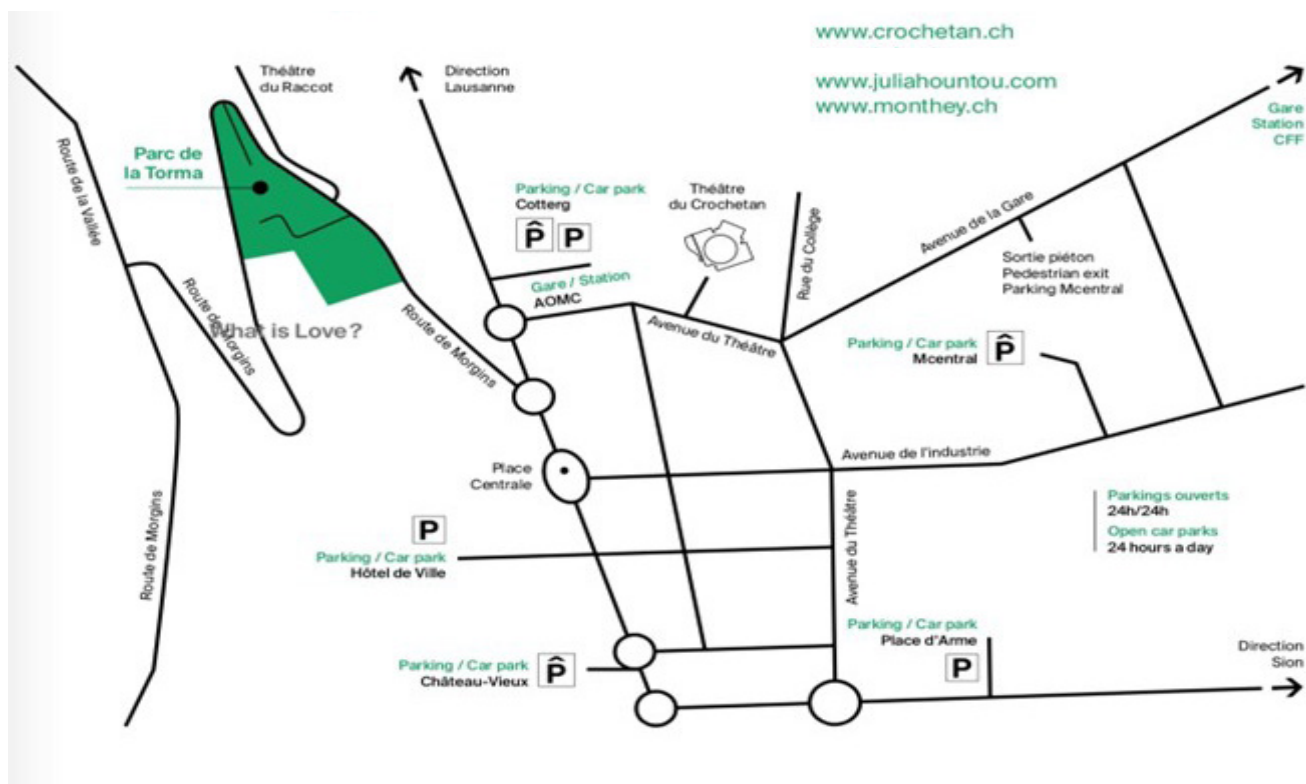 www.crochetan.ch
www.juliahountou.com
www.monthey.ch
Théâtre
du Raccot
Direction
Lausanne
Gare
Station
CFF
Parc de
la Torma
Route de la Vallée
Parking / Car park
Cotterg
P P
Théâtre
du Crochetan
Rue du Collège
Avenue de la Gare
Sortie piéton
Pedestrian exit
Parking Mcentral
Gare / Station
AOMC
Route de Morgins
What is Love?
Route de Morgins
Avenue du Théâtre
Parking / Car park
Mcentral
P
Place
Centrale
Avenue de l'industrie
Parkings ouverts
24h/24h
Open car parks
24 hours a day
P
Parking / Car park
Hôtel de Ville
Route de Morgins
Avenue du Théâtre
Parking / Car park
Place d'Arme
P
Parking / Car park
Château-Vieux
P
Direction
Sion